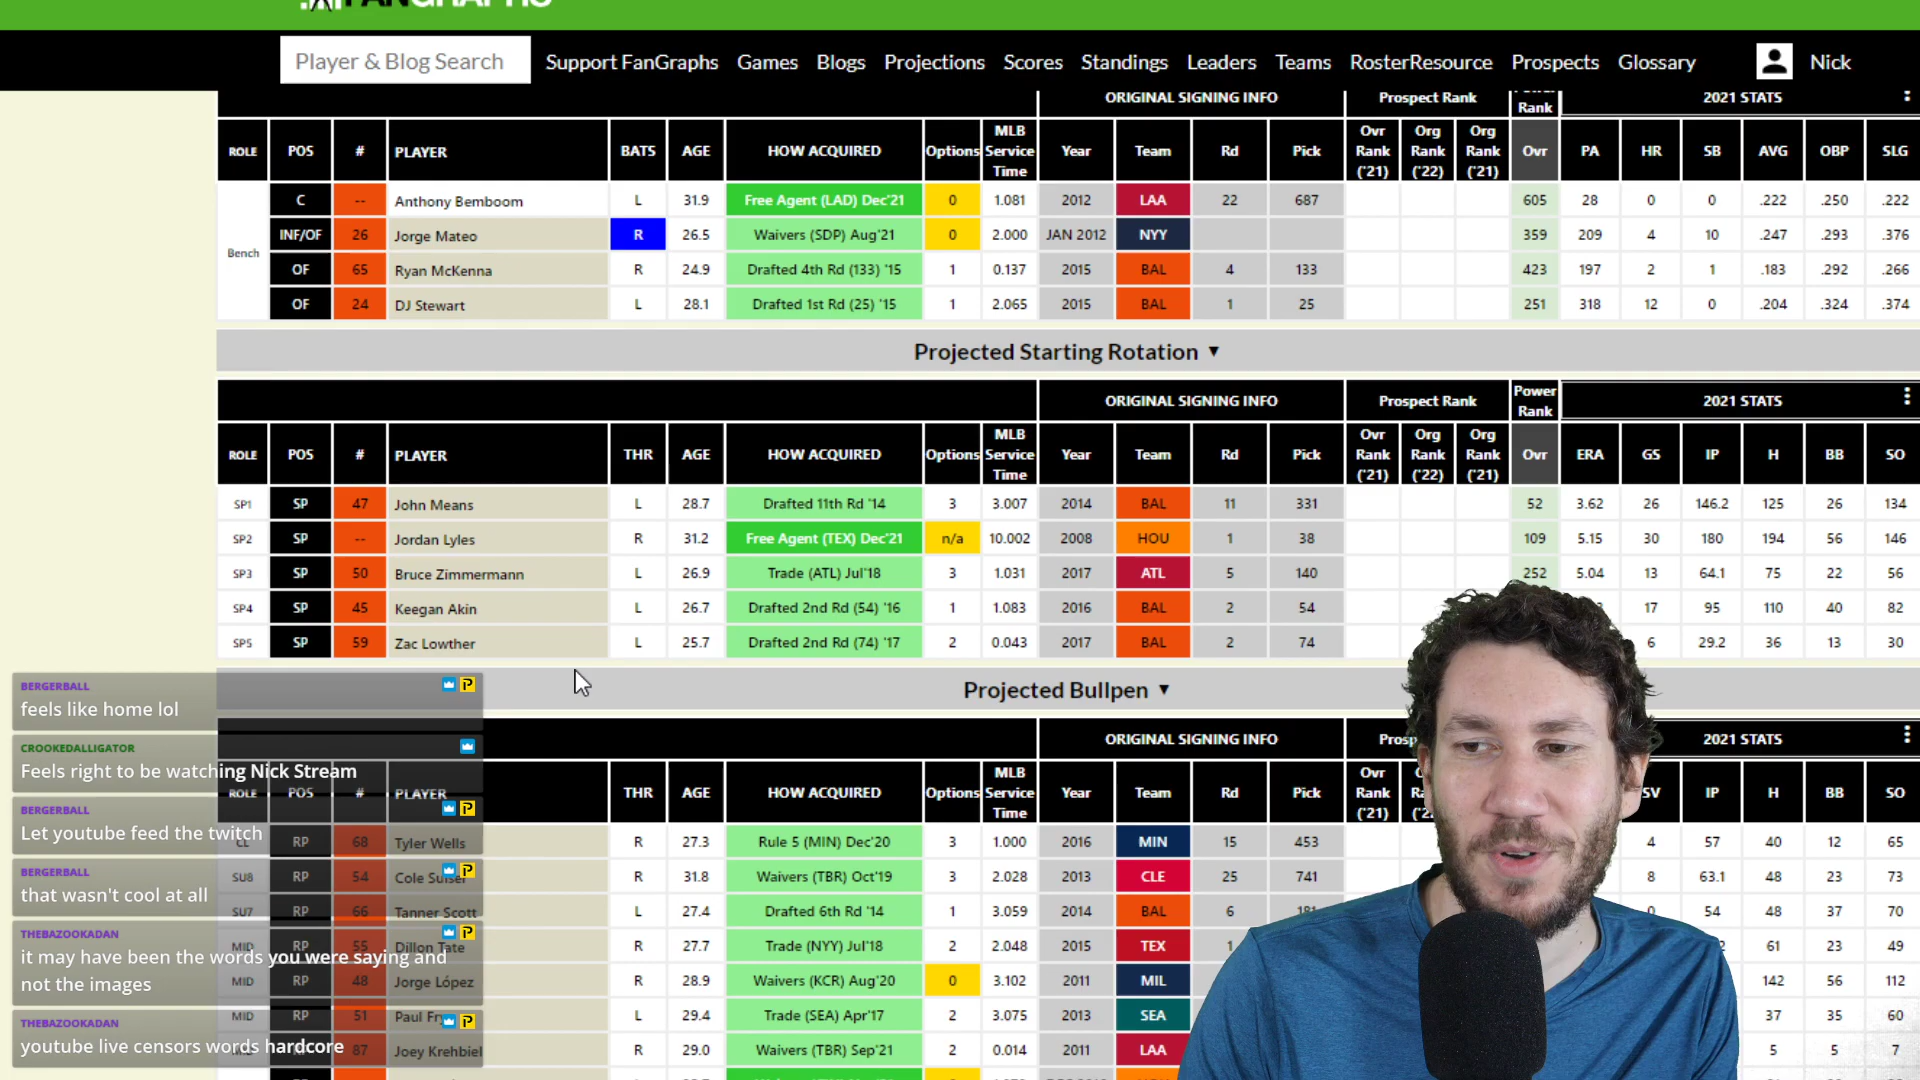 FANGRAPHS
Player & Blog Search Support FanGraphs Games Blogs Projections Scores Standings Leaders Teams RosterResource Prospects Glossary Nick
ORIGINAL SIGNING INFO Prospect Rank Rank 2021 STATS
ROLE POS # PLAYER BATS AGE HOW ACQUIRED Options MLB Service Time Year Team Rd Pick Ovr Rank ('21) Org Rank ('22) Org Rank ('21) Ovr PA HR SB AVG OBP SLG
Bench
C -- Anthony Bemboom L 31.9 Free Agent (LAD) Dec'21 0 1.081 2012 LAA 22 687 605 28 0 0 .222 .250 .222
INF/OF 26 Jorge Mateo R 26.5 Waivers (SDP) Aug'21 0 2.000 JAN 2012 NYY 359 209 4 10 .247 .293 .376
OF 65 Ryan McKenna R 24.9 Drafted 4th Rd (133) '15 1 0.137 2015 BAL 4 133 423 197 2 1 .183 .292 .266
OF 24 DJ Stewart L 28.1 Drafted 1st Rd (25) '15 1 2.065 2015 BAL 1 25 251 318 12 0 .204 .324 .374
Projected Starting Rotation ▼
ORIGINAL SIGNING INFO Prospect Rank Power Rank 2021 STATS
ROLE POS # PLAYER THR AGE HOW ACQUIRED Options MLB Service Time Year Team Rd Pick Ovr Rank ('21) Org Rank ('22) Org Rank ('21) Ovr ERA GS IP H BB SO
SP1 SP 47 John Means L 28.7 Drafted 11th Rd '14 3 3.007 2014 BAL 11 331 52 3.62 26 146.2 125 26 134
SP2 SP -- Jordan Lyles R 31.2 Free Agent (TEX) Dec'21 n/a 10.002 2008 HOU 1 38 109 5.15 30 180 194 56 146
SP3 SP 50 Bruce Zimmermann L 26.9 Trade (ATL) Jul'18 3 1.031 2017 ATL 5 140 252 5.04 13 64.1 75 22 56
SP4 SP 45 Keegan Akin L 26.7 Drafted 2nd Rd (54) '16 1 1.083 2016 BAL 2 54 17 95 110 40 82
SP5 SP 59 Zac Lowther L 25.7 Drafted 2nd Rd (74) '17 2 0.043 2017 BAL 2 74 6 29.2 36 13 30
Projected Bullpen ▼
ORIGINAL SIGNING INFO 2021 STATS
ROLE POS # PLAYER THR AGE HOW ACQUIRED Options MLB Service Time Year Team Rd Pick Ovr Rank ('21) SV IP H BB SO
CL RP 68 Tyler Wells R 27.3 Rule 5 (MIN) Dec'20 3 1.000 2016 MIN 15 453 4 57 40 12 65
SU8 RP 54 Cole Sulser R 31.8 Waivers (TBR) Oct'19 3 2.028 2013 CLE 25 741 8 63.1 48 23 73
SU7 RP 66 Tanner Scott L 27.4 Drafted 6th Rd '14 1 3.059 2014 BAL 6 181 0 54 48 37 70
MID RP 55 Dillon Tate R 27.7 Trade (NYY) Jul'18 2 2.048 2015 TEX 1 61 23 49
MID RP 48 Jorge López R 28.9 Waivers (KCR) Aug'20 0 3.102 2011 MIL 142 56 112
MID RP 51 Paul L 29.4 Trade (SEA) Apr'17 2 3.075 2013 SEA 37 35 60
RP 87 Joey Krehbiel R 29.0 Waivers (TBR) Sep'21 2 0.014 2011 LAA 5 5 7
BERGERBALL
feels like home lol
CROOKEDALLIGATOR
Feels right to be watching Nick Stream
BERGERBALL
Let youtube feed the twitch
BERGERBALL
that wasn't cool at all
THEBAZOOKADAN
it may have been the words you were saying and
not the images
THEBAZOOKADAN
youtube live censors words hardcore